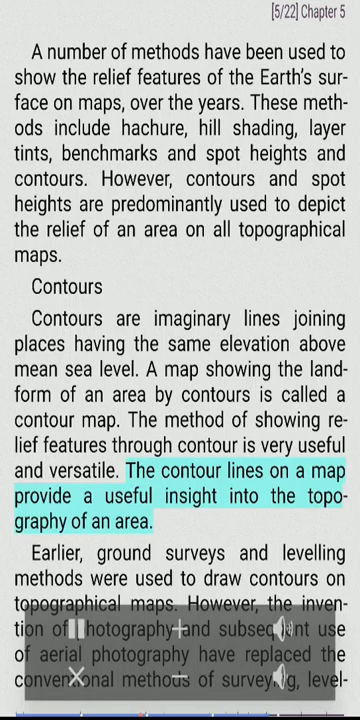 [5/22] Chapter 5
A number of methods have been used to
show the relief features of the Earth's sur-
face on maps, over the years. These meth-
ods include hachure, hill shading, layer
tints, benchmarks and spot heights and
contours. However, contours and spot
heights are predominantly used to depict
the relief of an area on all topographical
maps.
Contours
Contours are imaginary lines joining
places having the same elevation above
mean sea level. A map showing the land-
form of an area by contours is called a
contour map. The method of showing re-
lief features through contour is very useful
and versatile. The contour lines on a map
provide a useful insight into the topo-
graphy of an area.
Earlier, ground surveys and levelling
methods were used to draw contours on
topographical maps. However, the inven-
tion of photography and subsequent use
of aerial photography have replaced the
conventional methods of surveying, level-